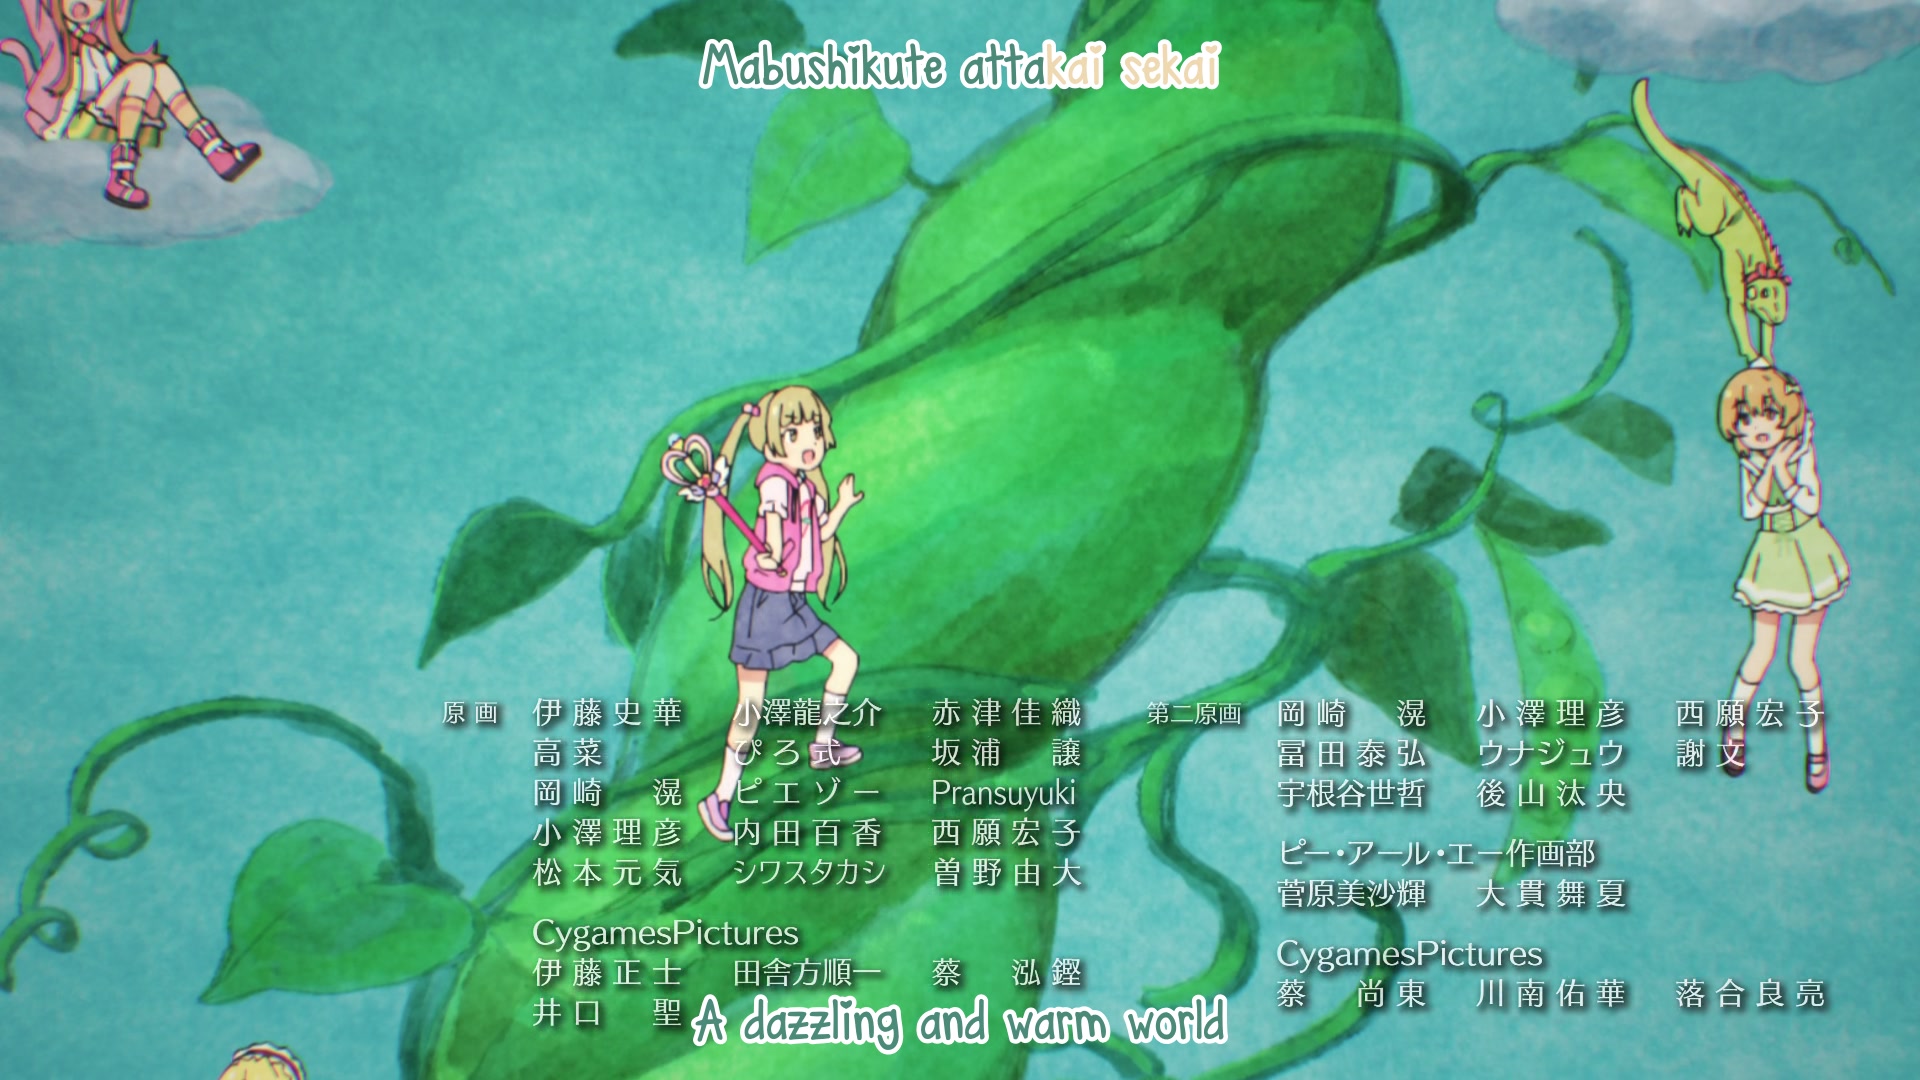 Mabushikute attakai sekai
原画 伊藤史華 小澤龍之介 赤津佳織
高菜 ぴろ式 坂浦 譲
岡崎 滉 ピエゾー Pransuyuki
小澤理彦 内田百香 西願宏子
松本元気 シワスタカシ 曽野由大
CygamesPictures
伊藤正士 田舎方順一 蔡 泓鏗
井口 聖
第二原画 岡崎 滉 小澤理彦 西願宏子
冨田泰弘 ウナジュウ 謝文
宇根谷世哲 後山汰央
ピー・アール・エー作画部
菅原美沙輝 大貫舞夏
CygamesPictures
蔡 尚東 川南佑華 落合良亮
A dazzling and warm world